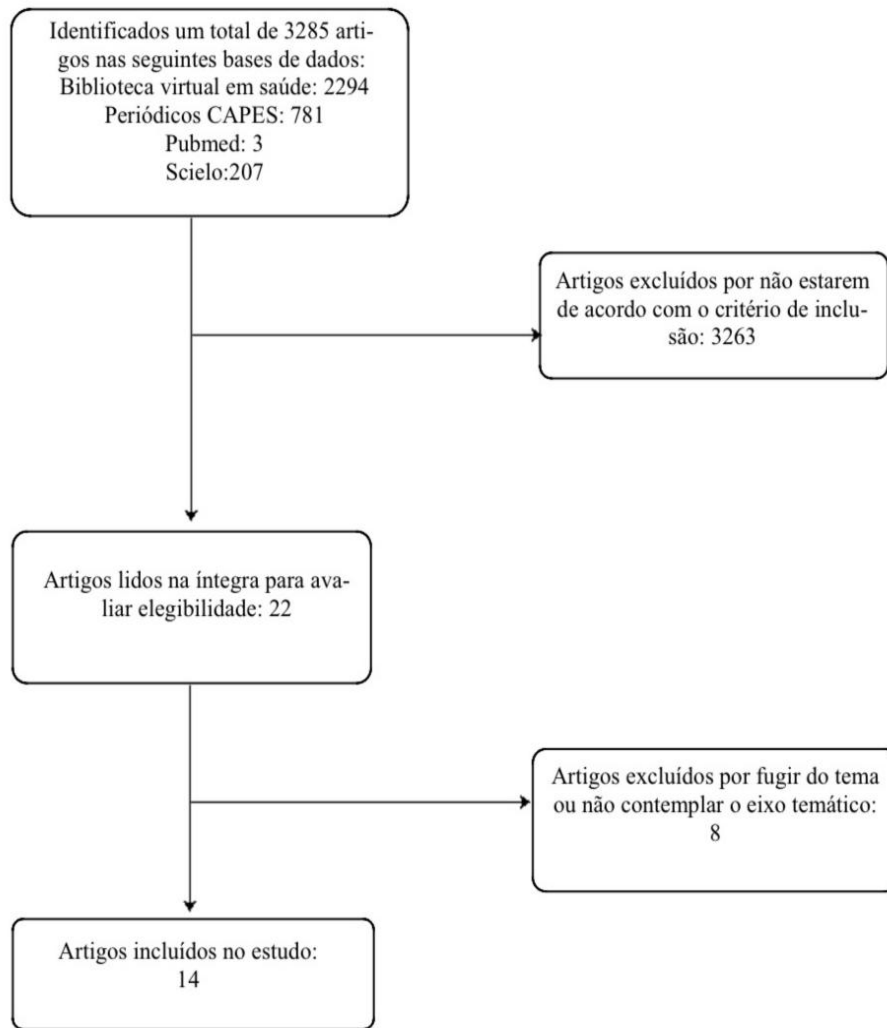 Identificados um total de 3285 arti-
gos nas seguintes bases de dados:
Biblioteca virtual em saúde: 2294
Periódicos CAPES: 781
Pubmed: 3
Scielo:207
Artigos excluídos por não estarem
de acordo com o critério de inclu-
são: 3263
Artigos lidos na íntegra para ava-
liar elegibilidade: 22
Artigos excluídos por fugir do tema
ou não contemplar o eixo temático:
8
Artigos incluídos no estudo:
14